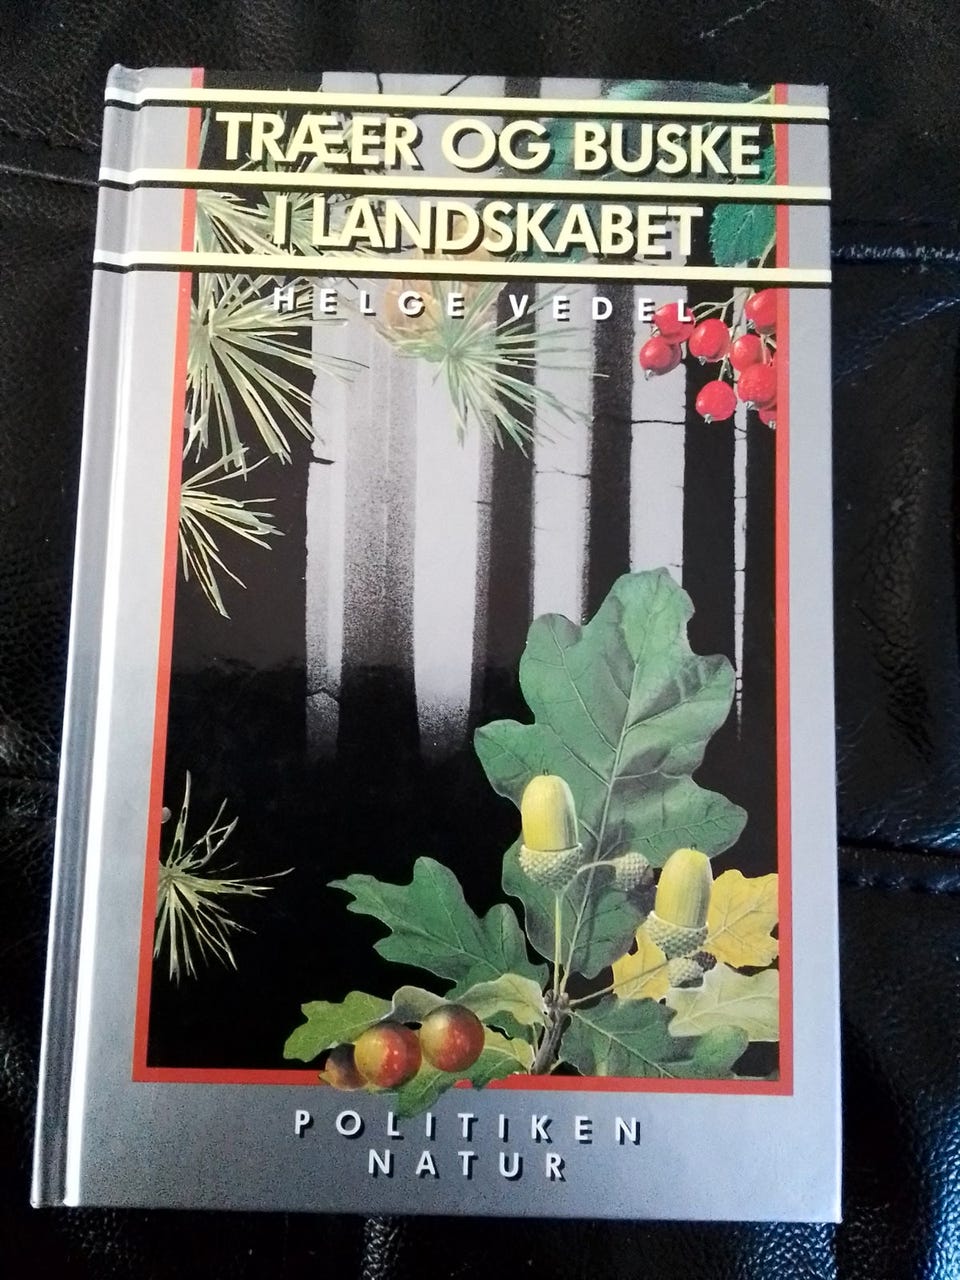 TRÆER OG BUSKE
I LANDSKABET
HELGE VEDEL
POLITIKEN
NATUR